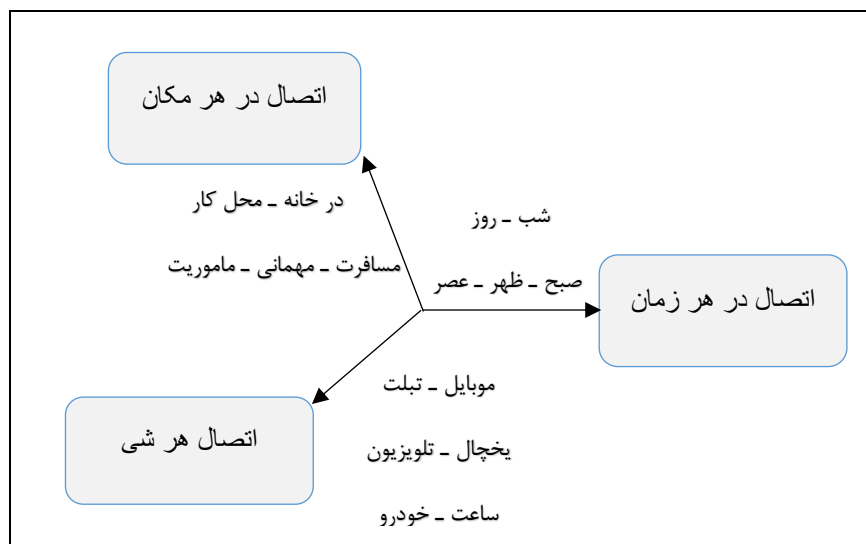 اتصال در هر مکان
در خانه ـ محل کار
مسافرت ـ مهمانی ـ ماموریت
شب ـ روز
صبح ـ ظهر ـ عصر
اتصال در هر زمان
موبایل ـ تبلت
یخچال ـ تلویزیون
ساعت ـ خودرو
اتصال هر شی